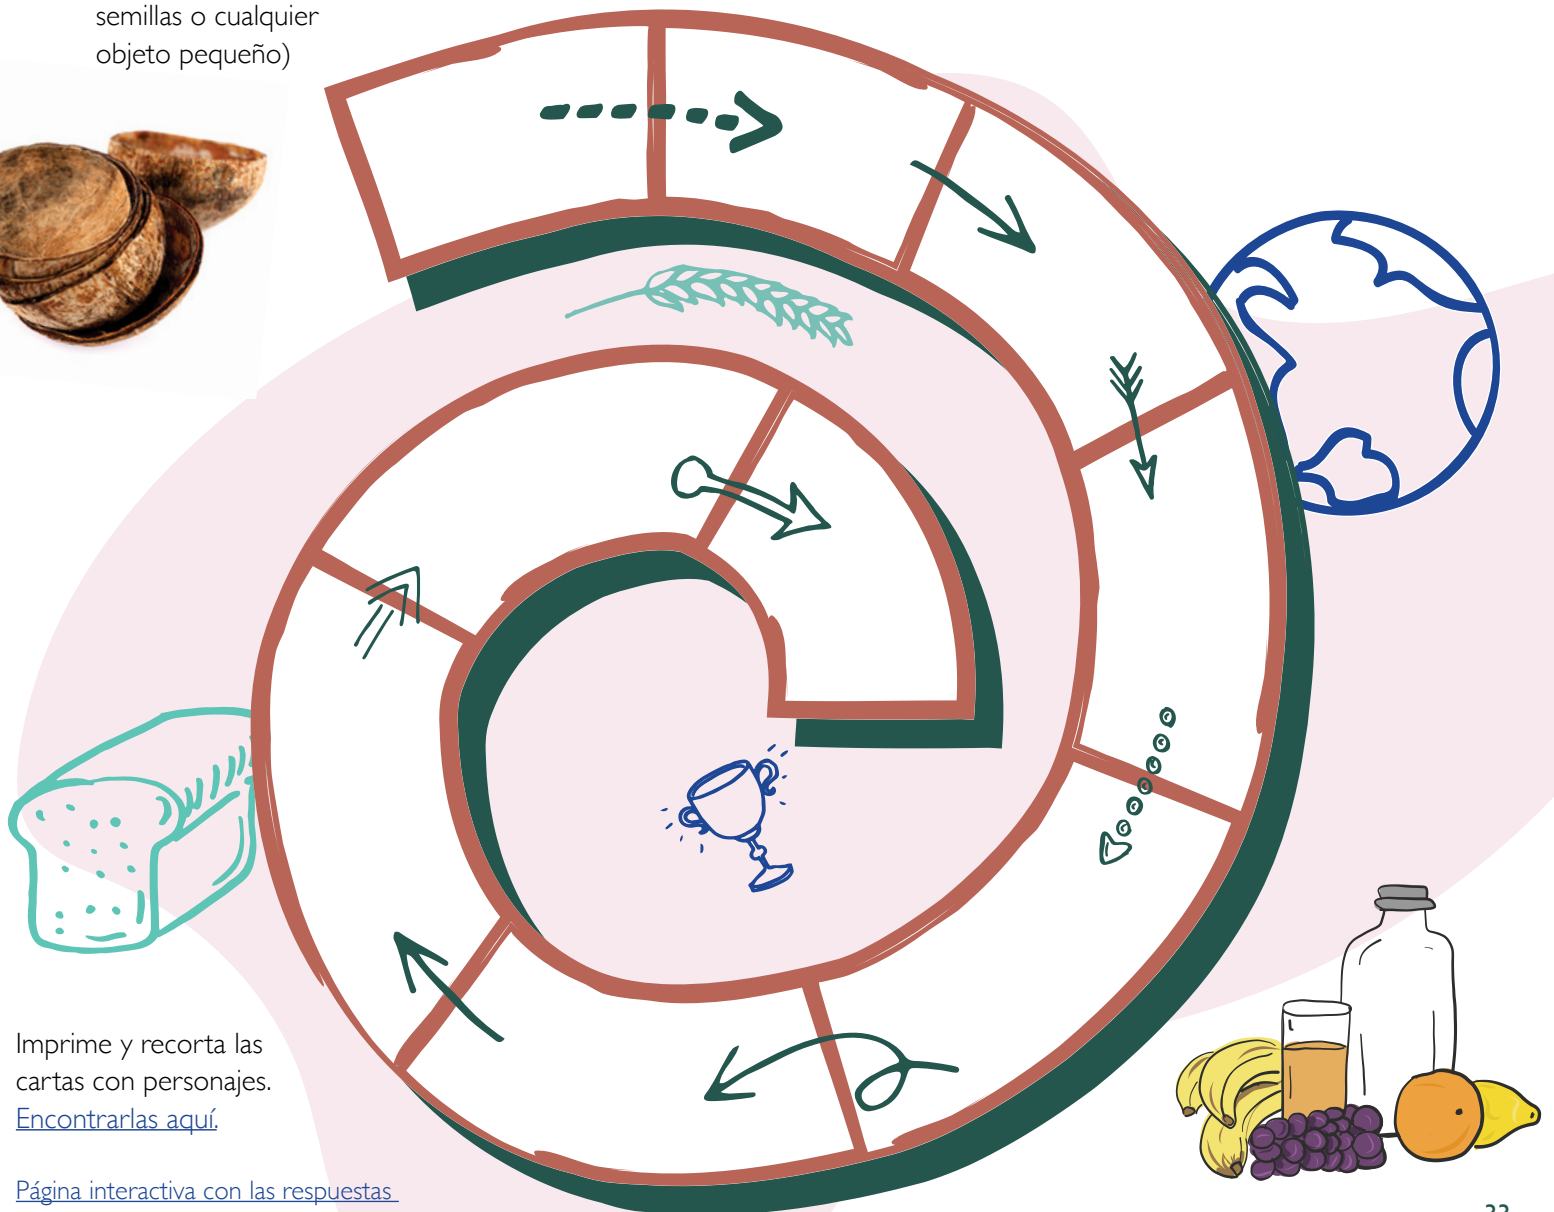 semillas o cualquier
objeto pequeño)
Imprime y recorta las
cartas con personajes.
Encontrarlas aquí.
Página interactiva con las respuestas